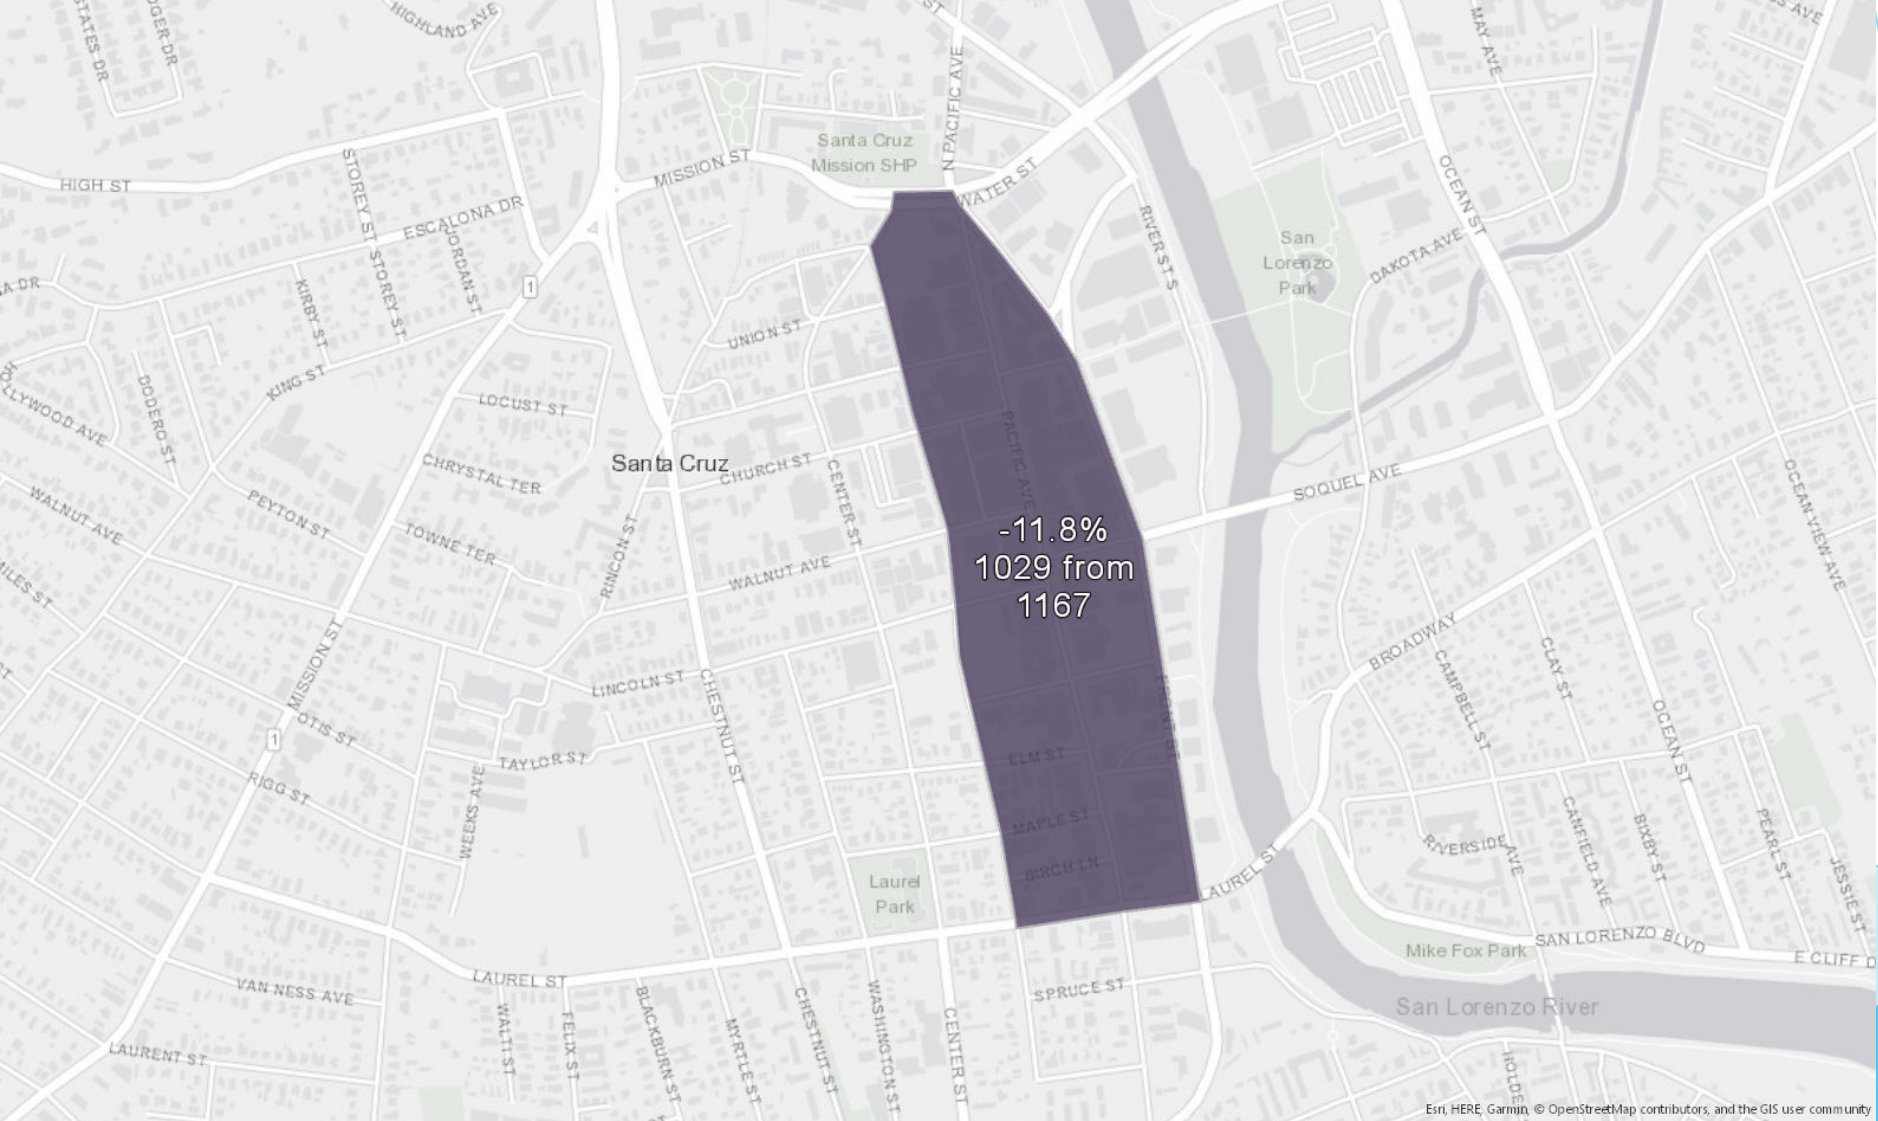 STATES DR
HIGHLAND AVE
N PACIFIC AVE
MAY AVE
HIGH ST
STOREY ST
STOREY ST
ESCALONA DR
JORDAN ST
MISSION ST
Santa Cruz
Mission SHP
WATER ST
RIVER ST S
San
Lorenzo
Park
OCEAN ST
DAKOTA AVE
1
KIRBY ST
UNION ST
KING ST
DODERO ST
LOCUST ST
CHRYSTAL TER
Santa Cruz
CHURCH ST
CENTER ST
PACIFIC AVE
SOQUEL AVE
OCEAN VIEW AVE
WALNUT AVE
PEYTON ST
TOWNE TER
RINCON ST
WALNUT AVE
-11.8%
1029 from
1167
BROADWAY
CAMPBELL ST
CLAY ST
MISSION ST
LINCOLN ST
CHESTNUT ST
FRONT ST
OCEAN ST
1
OTIS ST
TAYLOR ST
ELM ST
RIGG ST
WEEKS AVE
MAPLE ST
BIRCH LN
Laurel
Park
LAUREL ST
RIVERSIDE AVE
CANFIELD AVE
BIXBY ST
PEARL ST
JESSIE ST
Mike Fox Park
SAN LORENZO BLVD
E CLIFF D
San Lorenzo River
LAUREL ST
VAN NESS AVE
SPRUCE ST
WALTI ST
FELIX ST
BLACKBURN ST
MYRTLE ST
CHESTNUT ST
WASHINGTON ST
CENTER ST
LAURENT ST
Esri, HERE, Garmin, © OpenStreetMap contributors, and the GIS user community